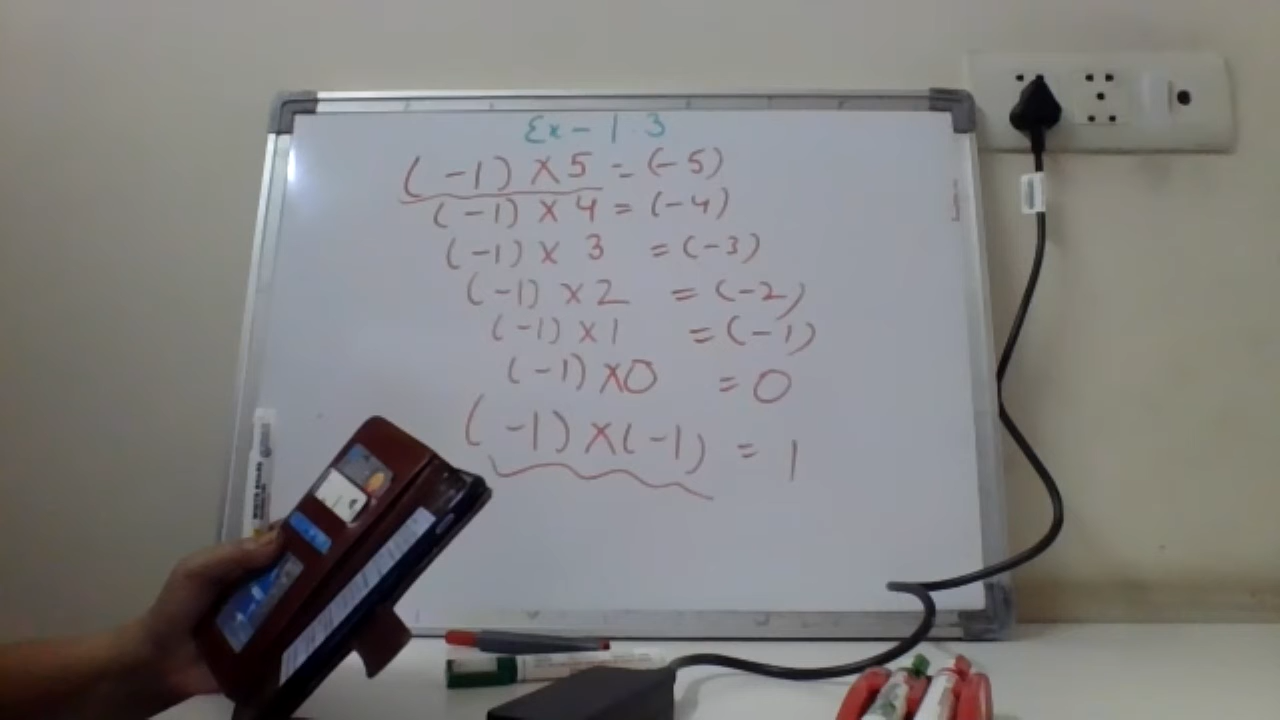 Ex - 1.3
(-1) × 5 = (-5)
(-1) × 4 = (-4)
(-1) × 3 = (-3)
(-1) × 2 = (-2)
(-1) × 1 = (-1)
(-1) × 0 = 0
(-1) × (-1) = 1